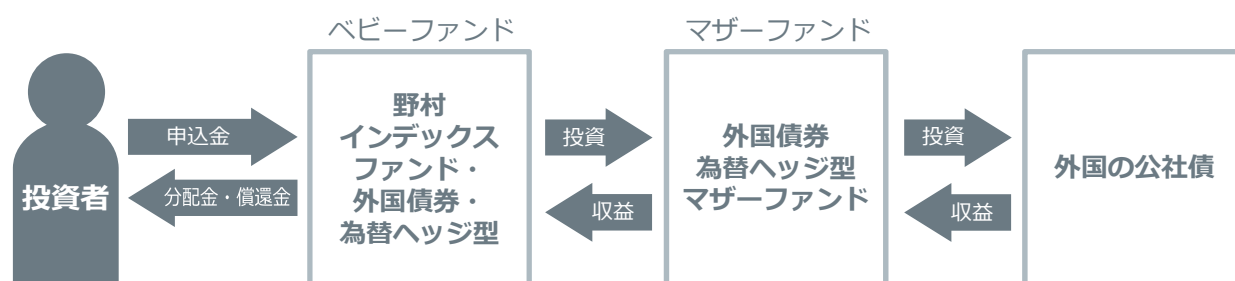 ベビーファンド
マザーファンド
投資者
申込金
分配金・償還金
野村
インデックス
ファンド・
外国債券・
為替ヘッジ型
投資
収益
外国債券
為替ヘッジ型
マザーファンド
投資
収益
外国の公社債